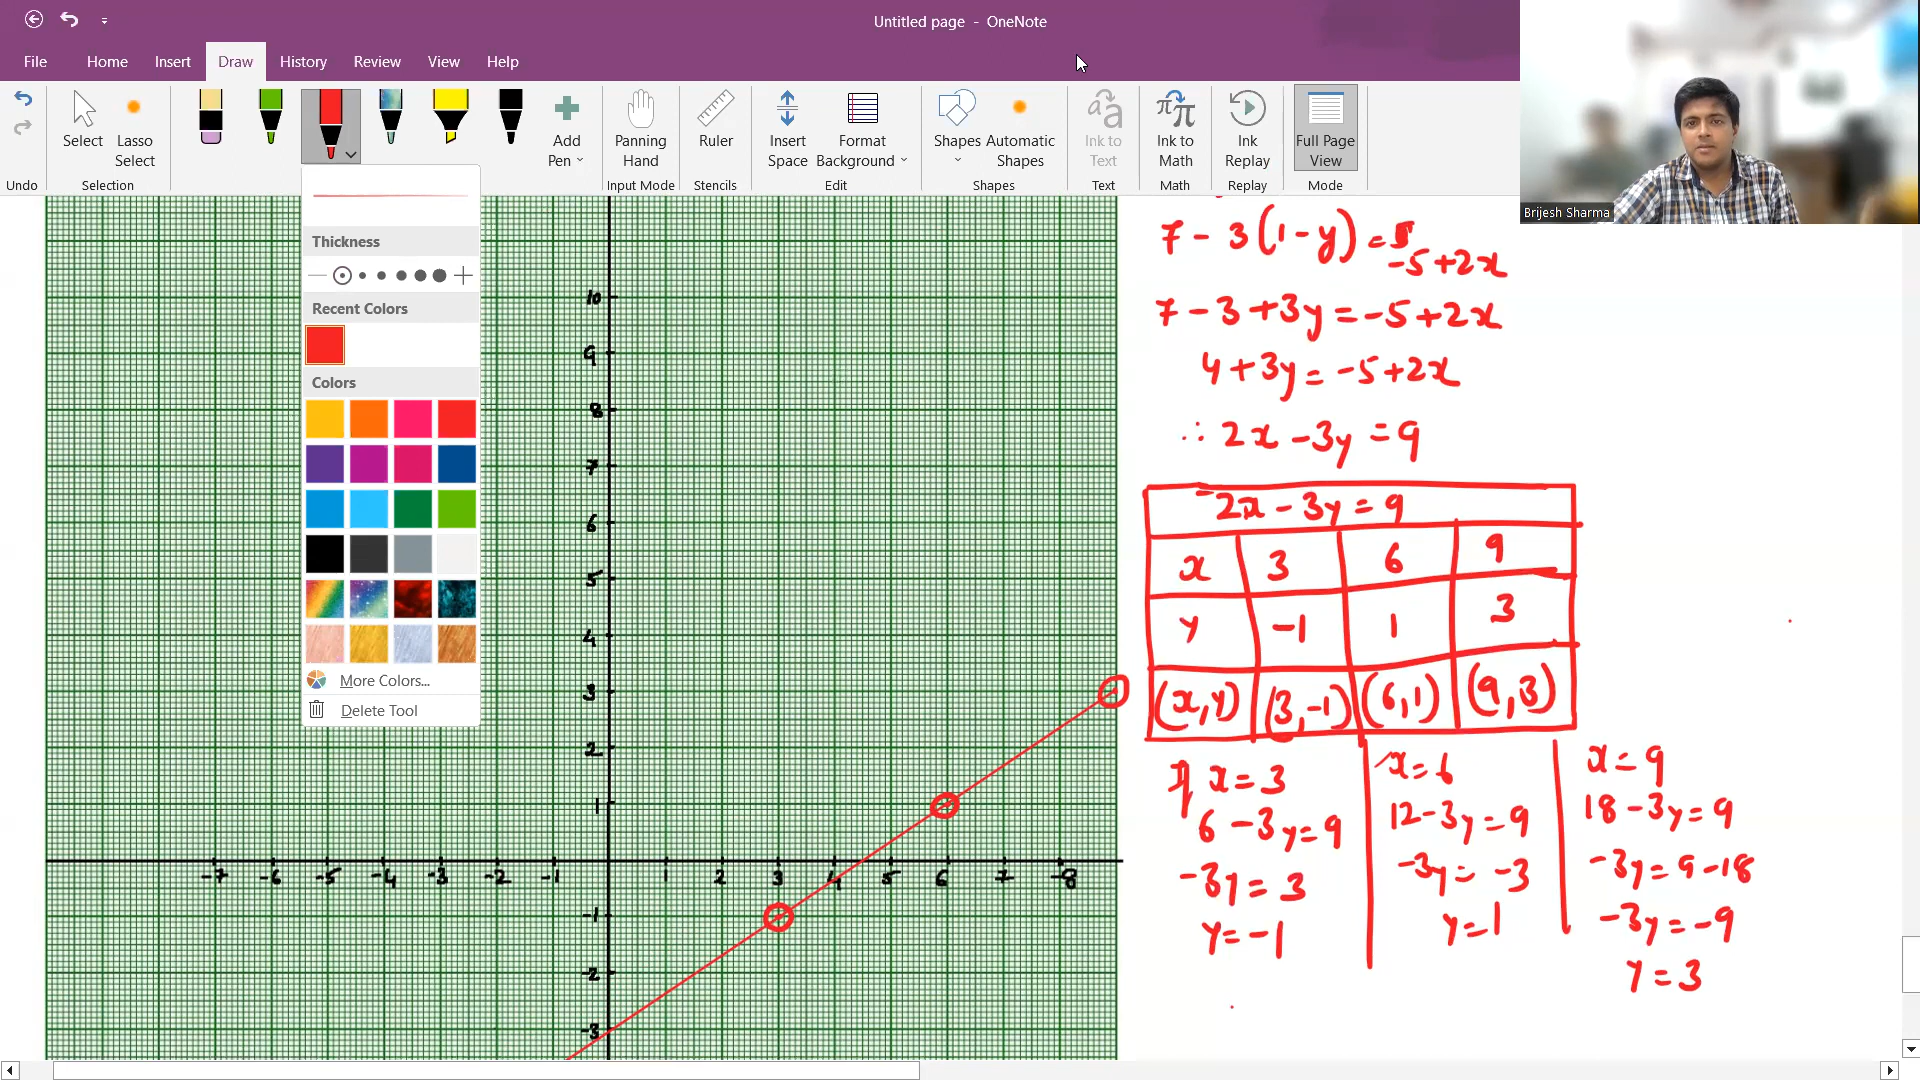 Untitled page - OneNote
File Home Insert Draw History Review View Help
Select
Lasso Select
Add Pen
Panning Hand
Ruler
Insert Space
Format Background
Shapes
Automatic Shapes
Ink to Text
Ink to Math
Ink Replay
Full Page View
Undo Selection Input Mode Stencils Edit Shapes Text Math Replay Mode
Brijesh Sharma
Thickness
Recent Colors
Colors
More Colors...
Delete Tool
10
9
8
7
6
5
4
3
2
1
-7 -6 -5 -4 -3 -2 -1 1 2 3 4 5 6 7 -8
-1
-2
-3
7 - 3(1 - y) =
-5 + 2x
7 - 3 + 3y = -5 + 2x
4 + 3y = -5 + 2x
∴ 2x - 3y = 9
-2x - 3y = 9
x 3 6 9
y -1 1 3
(x,y) (3,-1) (6,1) (9,3)
If x = 3
6 - 3y = 9
-3y = 3
y = -1
x = 6
12 - 3y = 9
-3y = -3
y = 1
x = 9
18 - 3y = 9
-3y = 9 - 18
-3y = -9
y = 3